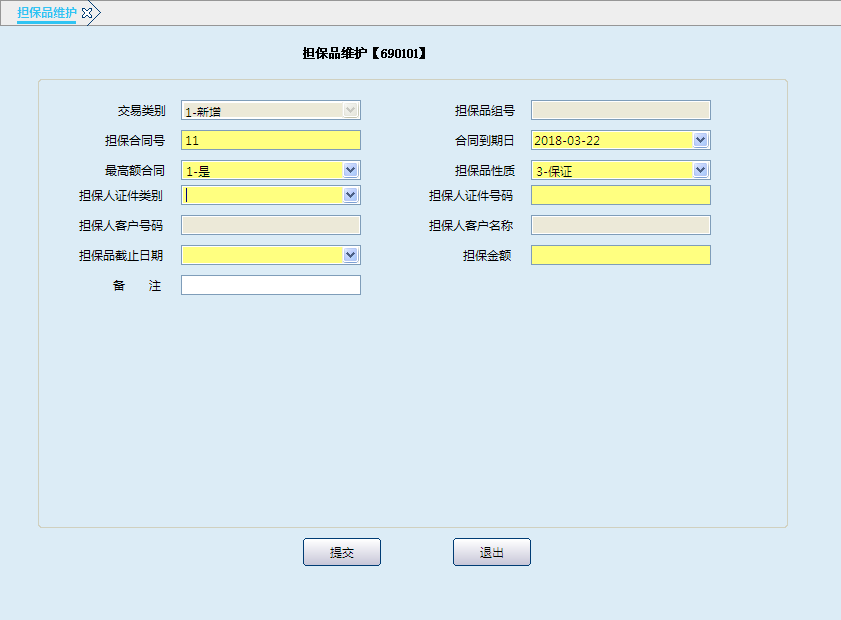 担保品维护
担保品维护【690101】
交易类别 1-新增 担保品组号
担保合同号 11 合同到期日 2018-03-22
最高额合同 1-是 担保品性质 3-保证
担保人证件类别 担保人证件号码
担保人客户号码 担保人客户名称
担保品截止日期 担保金额
备 注
提交 退出